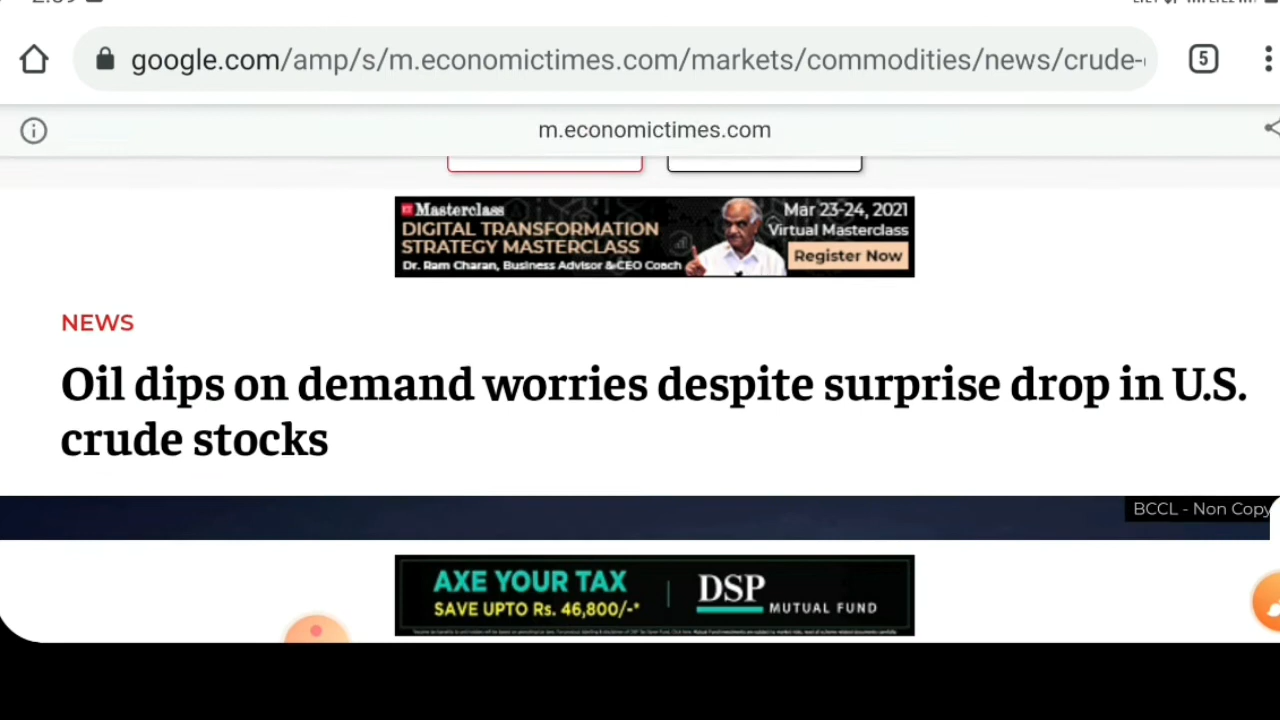 google.com/amp/s/m.economictimes.com/markets/commodities/news/crude-
5
m.economictimes.com
ET Masterclass
DIGITAL TRANSFORMATION
STRATEGY MASTERCLASS
Dr. Ram Charan, Business Advisor & CEO Coach
Mar 23-24, 2021
Virtual Masterclass
Register Now
NEWS
Oil dips on demand worries despite surprise drop in U.S.
crude stocks
BCCL - Non Copy
AXE YOUR TAX
SAVE UPTO Rs. 46,800/-*
DSP
MUTUAL FUND